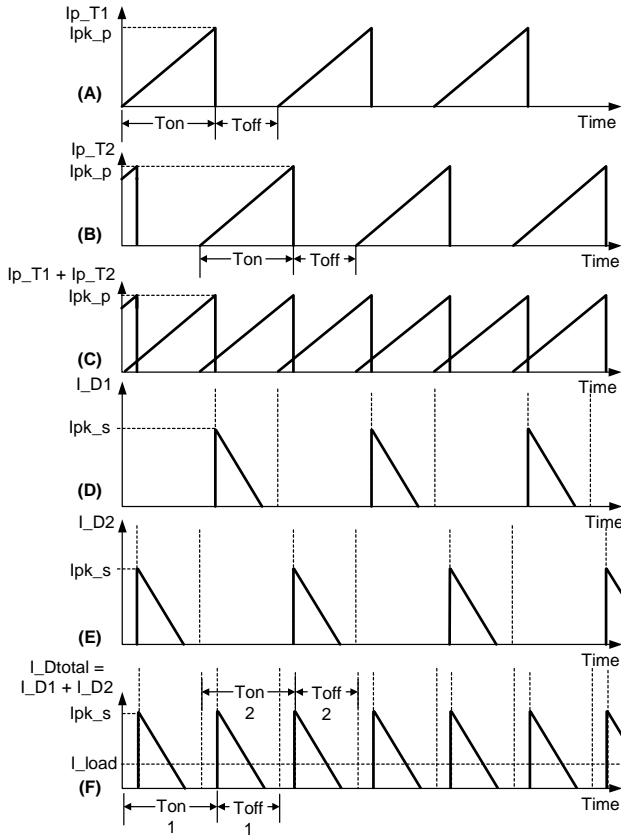 Ip_T1
Ipk_p
(A)
Ton
Toff
Time
Ip_T2
Ipk_p
(B)
Ton
Toff
Time
Ip_T1 + Ip_T2
Ipk_p
(C)
Time
I_D1
Ipk_s
(D)
Time
I_D2
Ipk_s
(E)
Time
I_Dtotal =
I_D1 + I_D2
Ton
2
Toff
2
Ipk_s
I_load
(F)
Time
Ton
1
Toff
1